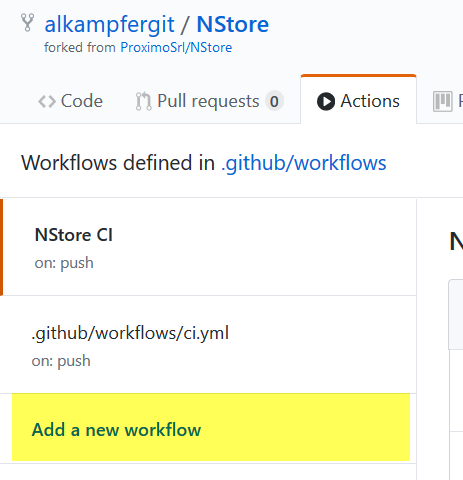 alkampfergit / NStore
forked from ProximoSrl/NStore
Code Pull requests 0 Actions
Workflows defined in .github/workflows
NStore CI
on: push
.github/workflows/ci.yml
on: push
Add a new workflow